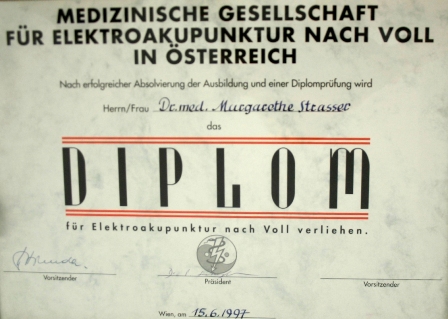 MEDIZINISCHE GESELLSCHAFT
FÜR ELEKTROAKUPUNKTUR NACH VOLL
IN ÖSTERREICH
Nach erfolgreicher Absolvierung der Ausbildung und einer Diplomprüfung wird
Herrn/Frau Dr. med. Margarethe Strasser
das
DIPLOM
für Elektroakupunktur nach Voll verliehen.
Vorsitzender Präsident Vorsitzender
Wien, am 15.6.1997